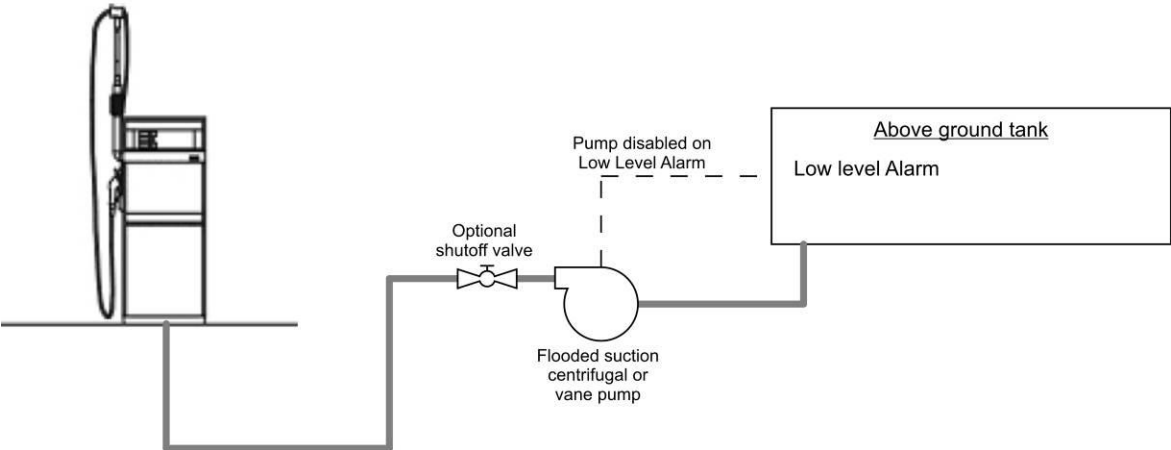 Above ground tank
Low level Alarm
Pump disabled on
Low Level Alarm
Optional
shutoff valve
Flooded suction
centrifugal or
vane pump